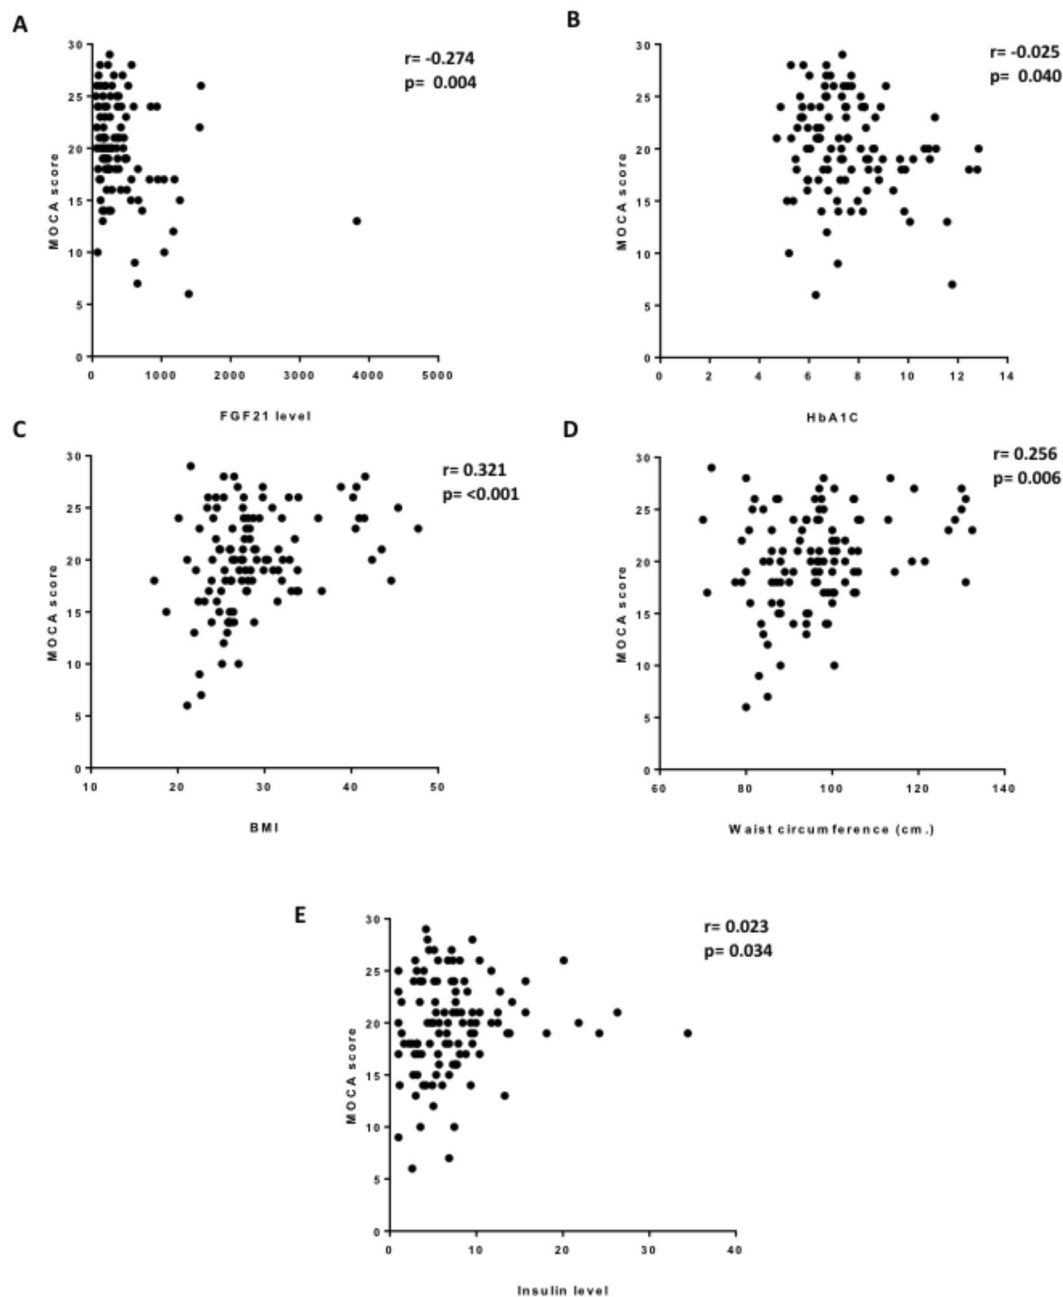 A
B
r= -0.274
p= 0.004
r= -0.025
p= 0.040
30
25
20
15
10
5
0
MOCA score
0 1000 2000 3000 4000 5000
FGF21 level
30
25
20
15
10
5
0
MOCA score
0 2 4 6 8 10 12 14
HbA1C
C
D
r= 0.321
p= <0.001
r= 0.256
p= 0.006
30
25
20
15
10
5
0
MOCA score
10 20 30 40 50
BMI
30
25
20
15
10
5
0
MOCA score
60 80 100 120 140
Waist circumference (cm.)
E
r= 0.023
p= 0.034
30
25
20
15
10
5
0
MOCA score
0 10 20 30 40
Insulin level